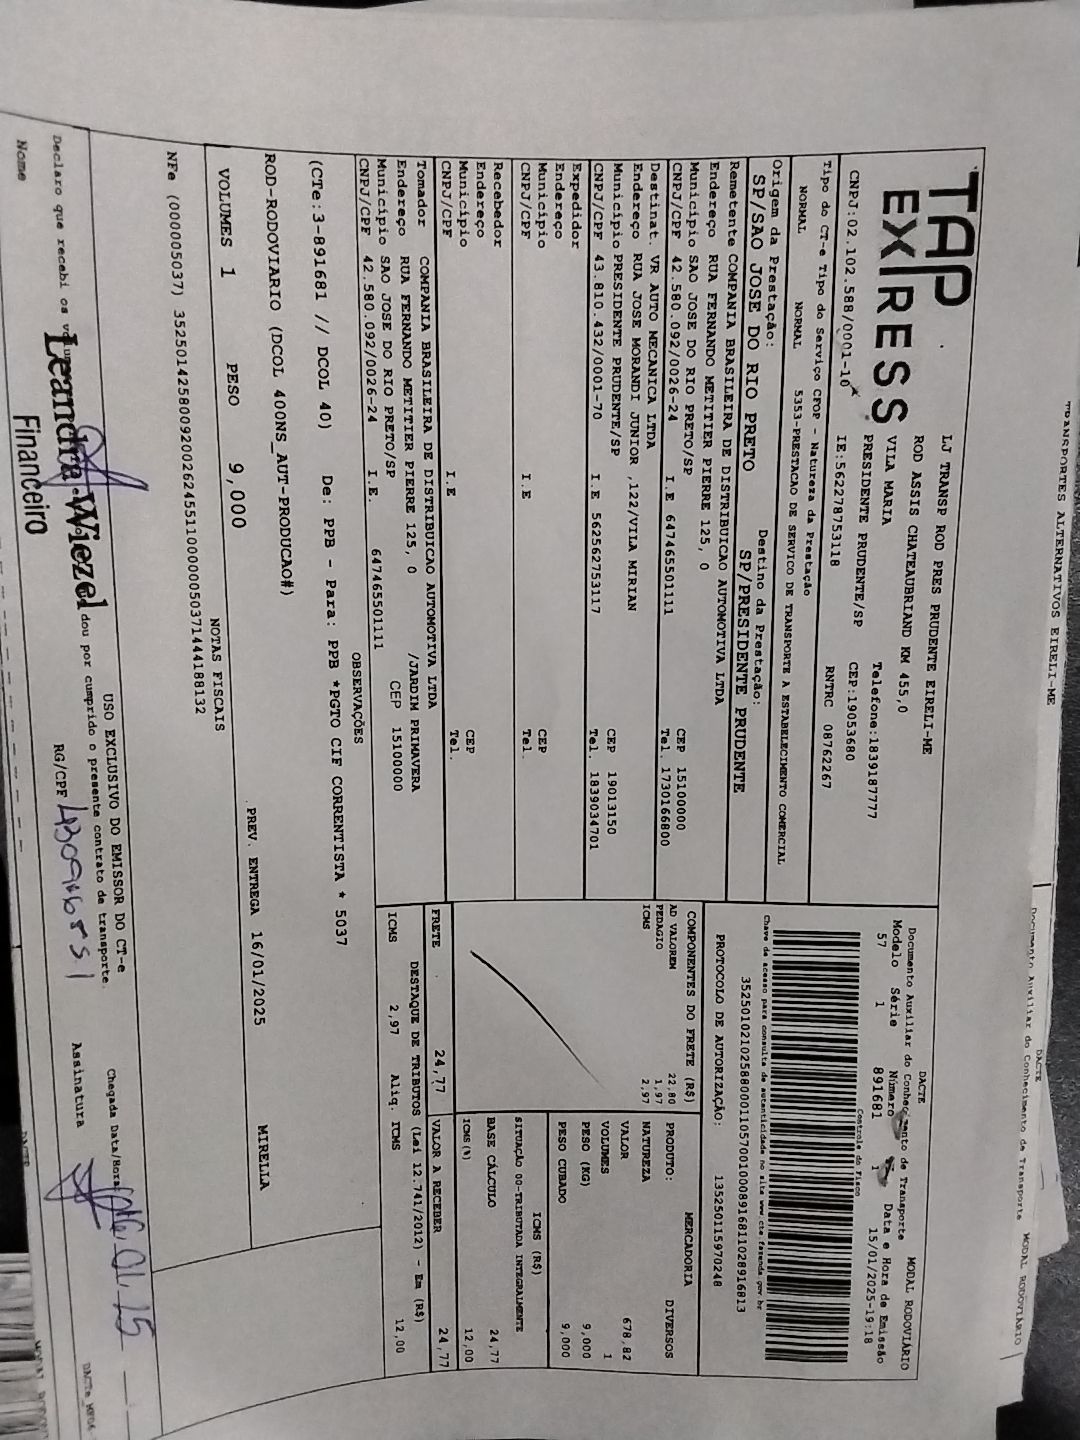 TRANSPORTES ALTERNATIVOS EIRELI-ME
DACTE
Documento Auxiliar do Conhecimento de Transporte MODAL RODOVIÁRIO
TAP
EXPRESS
LJ TRANSP ROD PRES PRUDENTE EIRELI-ME
ROD ASSIS CHATEAUBRIAND KM 455,0
VILA MARIA Telefone:1839187777
PRESIDENTE PRUDENTE/SP CEP:19053680
CNPJ:02.102.588/0001-10 IE:562278753118 RNTRC 08762267
Tipo do CT-e Tipo do Serviço CFOP - Natureza da Prestação
NORMAL NORMAL 5353-PRESTACAO DE SERVICO DE TRANSPORTE A ESTABELECIMENTO COMERCIAL
Origem da Prestação: Destino da Prestação:
SP/SAO JOSE DO RIO PRETO SP/PRESIDENTE PRUDENTE
Remetente COMPANIA BRASILEIRA DE DISTRIBUICAO AUTOMOTIVA LTDA
Endereço RUA FERNANDO METITIER PIERRE 125, 0
Município SAO JOSE DO RIO PRETO/SP CEP 15100000
CNPJ/CPF 42.580.092/0026-24 I.E 647465501111 Tel. 1730166800
Destinat. VR AUTO MECANICA LTDA
Endereço RUA JOSE MORANDI JUNIOR ,122/VILA MIRIAN
Município PRESIDENTE PRUDENTE/SP CEP 19013150
CNPJ/CPF 43.810.432/0001-70 I.E 562562753117 Tel. 1839034701
Expedidor
Endereço
Município CEP
CNPJ/CPF I.E Tel.
Recebedor
Endereço
Município CEP
CNPJ/CPF I.E Tel.
Tomador COMPANIA BRASILEIRA DE DISTRIBUICAO AUTOMOTIVA LTDA
Endereço RUA FERNANDO METITIER PIERRE 125, 0 /JARDIM PRIMAVERA
Município SAO JOSE DO RIO PRETO/SP CEP 15100000
CNPJ/CPF 42.580.092/0026-24 I.E. 647465501111
DACTE
Documento Auxiliar do Conhecimento de Transporte MODAL RODOVIÁRIO
Modelo Série Número Data e Hora de Emissão
57 1 891681 1 15/01/2025-19:18
Controle do Fisco
Chave de acesso para consulta de autenticidade no site www.cte.fazenda.gov.br
35250102102588000110570010008916811028916813
PROTOCOLO DE AUTORIZAÇÃO: 135250115970248
COMPONENTES DO FRETE (R$)
AD VALOREM 22,80
PEDAGIO 1,97
ICMS 2,97
MERCADORIA
PRODUTO: DIVERSOS
NATUREZA
VALOR 678,82
VOLUMES 1
PESO (KG) 9,000
PESO CUBADO 9,000
ICMS (R$)
SITUAÇÃO 00-TRIBUTADA INTEGRALMENTE
BASE CÁLCULO 24,77
ICMS(%) 12,00
FRETE 24,77 VALOR A RECEBER 24,77
DESTAQUE DE TRIBUTOS (Lei 12.741/2012) - Em (R$)
ICMS 2,97 Aliq. ICMS 12,00
OBSERVAÇÕES
(CTe:3-891681 // DCOL 40) De: PPB - Para: PPB *PGTO CIF CORRENTISTA * 5037
ROD-RODOVIARIO (DCOL 400NS_AUT-PRODUCAO#)
PREV. ENTREGA 16/01/2025 MIRELLA
NOTAS FISCAIS
VOLUMES 1 PESO 9,000
NFe (000005037) 35250142580092002624551100000050371444188132
USO EXCLUSIVO DO EMISSOR DO CT-e
Declaro que recebi os dou por cumprido o presente contrato de transporte.
Chegada Data/Hora
Nome RG/CPF Assinatura
Leandra Wiezel
Financeiro
DACTE